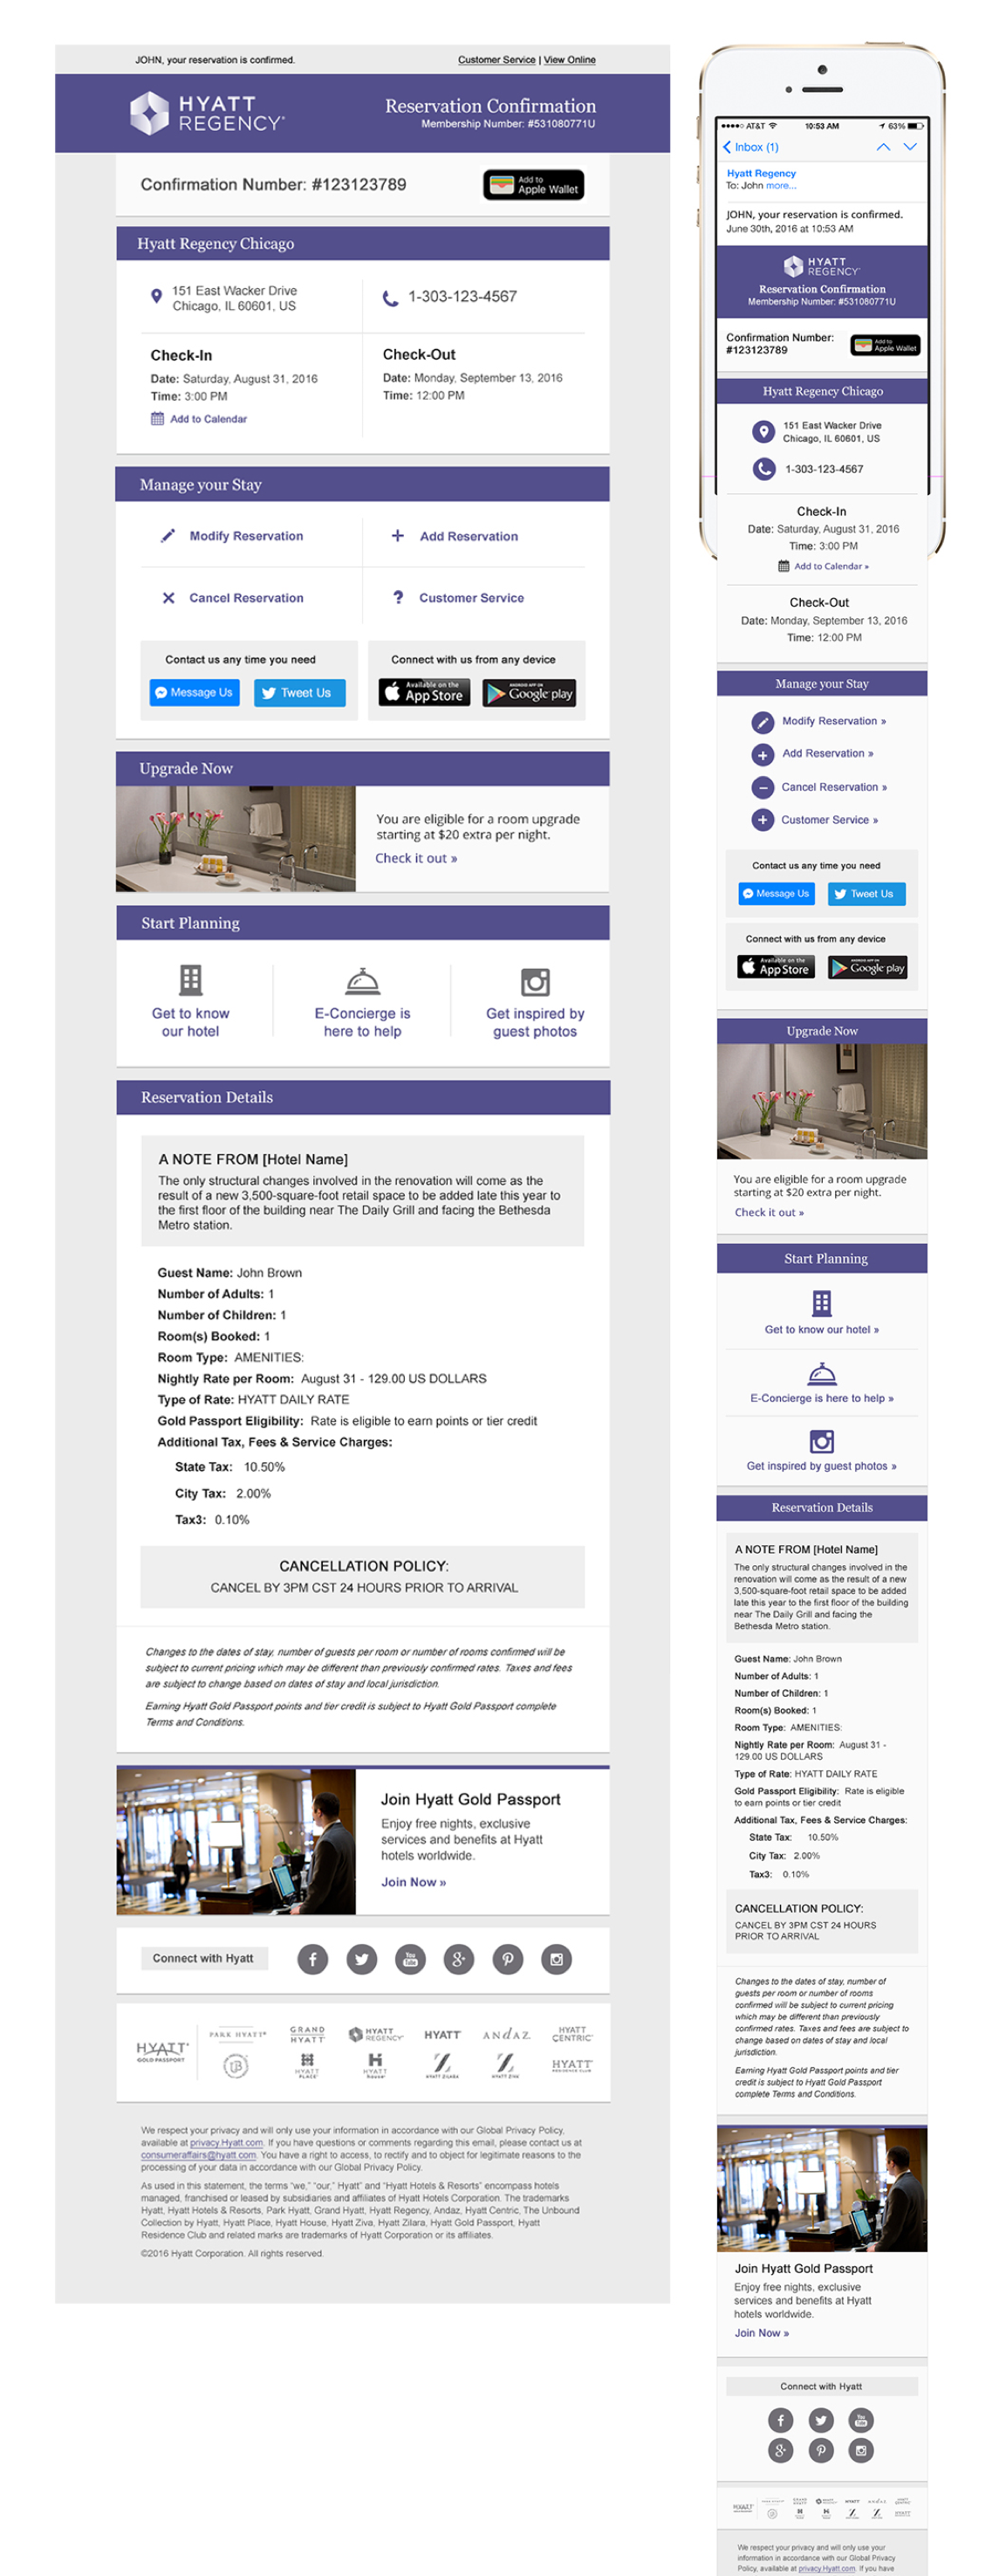 JOHN, your reservation is confirmed.
Customer Service | View Online
HYATT
REGENCY
Reservation Confirmation
Membership Number: #531080771U
Confirmation Number: #123123789
Add to
Apple Wallet
Hyatt Regency Chicago
151 East Wacker Drive
Chicago, IL 60601, US
1-303-123-4567
Check-In
Date: Saturday, August 31, 2016
Time: 3:00 PM
Add to Calendar
Check-Out
Date: Monday, September 13, 2016
Time: 12:00 PM
Manage your Stay
Modify Reservation
Add Reservation
Cancel Reservation
Customer Service
Contact us any time you need
Message Us
Tweet Us
Connect with us from any device
Available on the
App Store
ANDROID APP ON
Google play
Upgrade Now
You are eligible for a room upgrade
starting at $20 extra per night.
Check it out »
Start Planning
Get to know
our hotel
E-Concierge is
here to help
Get inspired by
guest photos
Reservation Details
A NOTE FROM [Hotel Name]
The only structural changes involved in the renovation will come as the
result of a new 3,500-square-foot retail space to be added late this year to
the first floor of the building near The Daily Grill and facing the Bethesda
Metro station.
Guest Name: John Brown
Number of Adults: 1
Number of Children: 1
Room(s) Booked: 1
Room Type: AMENITIES:
Nightly Rate per Room: August 31 - 129.00 US DOLLARS
Type of Rate: HYATT DAILY RATE
Gold Passport Eligibility: Rate is eligible to earn points or tier credit
Additional Tax, Fees & Service Charges:
State Tax: 10.50%
City Tax: 2.00%
Tax3: 0.10%
CANCELLATION POLICY:
CANCEL BY 3PM CST 24 HOURS PRIOR TO ARRIVAL
Changes to the dates of stay, number of guests per room or number of rooms confirmed will be
subject to current pricing which may be different than previously confirmed rates. Taxes and fees
are subject to change based on dates of stay and local jurisdiction.
Earning Hyatt Gold Passport points and tier credit is subject to Hyatt Gold Passport complete
Terms and Conditions.
Join Hyatt Gold Passport
Enjoy free nights, exclusive
services and benefits at Hyatt
hotels worldwide.
Join Now »
Connect with Hyatt
You
Tube
HYATT
GOLD PASSPORT
PARK HYATT
GRAND
HYATT
HYATT
REGENCY
HYATT
ANDAZ
HYATT
CENTRIC
HYATT
PLACE
HYATT
house
HYATT ZILARA
HYATT ZIVA
HYATT
RESIDENCE CLUB
We respect your privacy and will only use your information in accordance with our Global Privacy Policy,
available at privacy.Hyatt.com. If you have questions or comments regarding this email, please contact us at
consumeraffairs@hyatt.com. You have a right to access, to rectify and to object for legitimate reasons to the
processing of your data in accordance with our Global Privacy Policy.
As used in this statement, the terms "we," "our," Hyatt" and "Hyatt Hotels & Resorts" encompass hotels
managed, franchised or leased by subsidiaries and affiliates of Hyatt Hotels Corporation. The trademarks
Hyatt, Hyatt Hotels & Resorts, Park Hyatt, Grand Hyatt, Hyatt Regency, Andaz, Hyatt Centric, The Unbound
Collection by Hyatt, Hyatt Place, Hyatt House, Hyatt Ziva, Hyatt Zilara, Hyatt Gold Passport, Hyatt
Residence Club and related marks are trademarks of Hyatt Corporation or its affiliates.
©2016 Hyatt Corporation. All rights reserved.
AT&T
10:53 AM
63%
Inbox (1)
Hyatt Regency
To: John more...
JOHN, your reservation is confirmed.
June 30th, 2016 at 10:53 AM
HYATT
REGENCY
Reservation Confirmation
Membership Number: #531080771U
Confirmation Number:
#123123789
Add to
Apple Wallet
Hyatt Regency Chicago
151 East Wacker Drive
Chicago, IL 60601, US
1-303-123-4567
Check-In
Date: Saturday, August 31, 2016
Time: 3:00 PM
Add to Calendar »
Check-Out
Date: Monday, September 13, 2016
Time: 12:00 PM
Manage your Stay
Modify Reservation »
Add Reservation »
Cancel Reservation »
Customer Service »
Contact us any time you need
Message Us
Tweet Us
Connect with us from any device
Available on the
App Store
ANDROID APP ON
Google play
Upgrade Now
You are eligible for a room upgrade
starting at $20 extra per night.
Check it out »
Start Planning
Get to know our hotel »
E-Concierge is here to help »
Get inspired by guest photos »
Reservation Details
A NOTE FROM [Hotel Name]
The only structural changes involved in the
renovation will come as the result of a new
3,500-square-foot retail space to be added
late this year to the first floor of the building
near The Daily Grill and facing the
Bethesda Metro station.
Guest Name: John Brown
Number of Adults: 1
Number of Children: 1
Room(s) Booked: 1
Room Type: AMENITIES:
Nightly Rate per Room: August 31 -
129.00 US DOLLARS
Type of Rate: HYATT DAILY RATE
Gold Passport Eligibility: Rate is eligible
to earn points or tier credit
Additional Tax, Fees & Service Charges:
State Tax: 10.50%
City Tax: 2.00%
Tax3: 0.10%
CANCELLATION POLICY:
CANCEL BY 3PM CST 24 HOURS
PRIOR TO ARRIVAL
Changes to the dates of stay, number of
guests per room or number of rooms
confirmed will be subject to current pricing
which may be different than previously
confirmed rates. Taxes and fees are subject to
change based on dates of stay and local
jurisdiction.
Earning Hyatt Gold Passport points and tier
credit is subject to Hyatt Gold Passport
complete Terms and Conditions.
Join Hyatt Gold Passport
Enjoy free nights, exclusive
services and benefits at Hyatt
hotels worldwide.
Join Now »
Connect with Hyatt
You
Tube
HYATT
We respect your privacy and will only use your
information in accordance with our Global Privacy
Policy, available at privacy.Hyatt.com. If you have